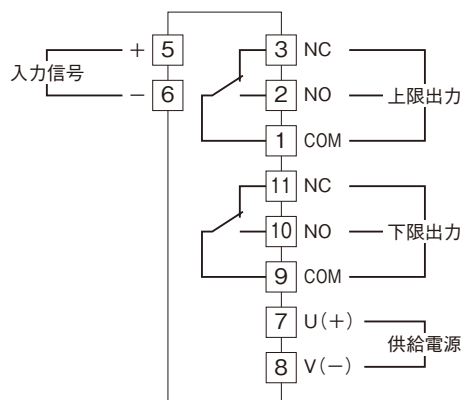 入力信号
+ 5
− 6
3 NC
2 NO
1 COM
上限出力
11 NC
10 NO
9 COM
下限出力
7 U(+)
8 V(−)
供給電源